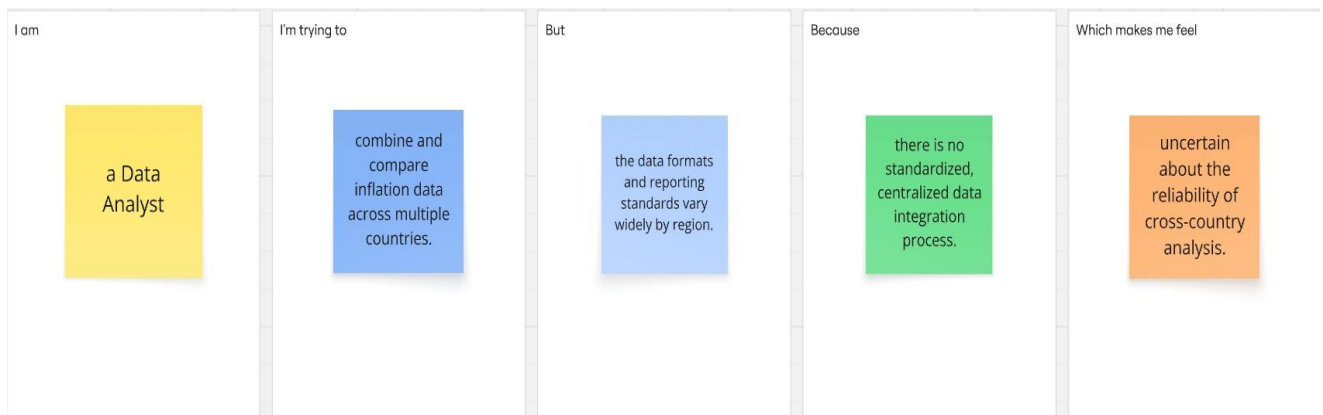 I am
a Data
Analyst
I'm trying to
combine and
compare
inflation data
across multiple
countries.
But
the data formats
and reporting
standards vary
widely by region.
Because
there is no
standardized,
centralized data
integration
process.
Which makes me feel
uncertain
about the
reliability of
cross-country
analysis.